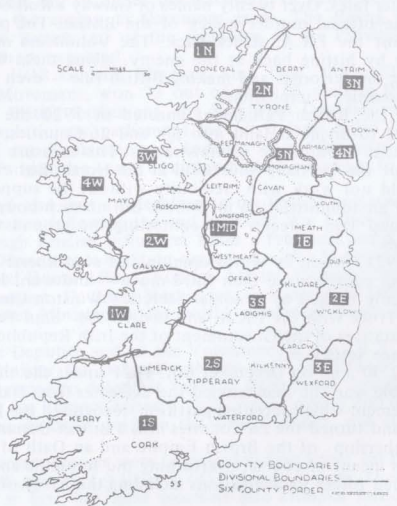 1N
DONEGAL
DERRY
ANTRIM
3N
SCALE
MILES
2N
TYRONE
DOWN
FERMANAGH
ARMAGH
4N
3W
SLIGO
5N
MONAGHAN
4W
MAYO
LEITRIM
CAVAN
ROSCOMMON
LONGFORD
LOUTH
1 MID
MEATH
2W
1E
WESTMEATH
GALWAY
OFFALY
KILDARE
2E
3S
LAOIGHIS
WICKLOW
1W
CLARE
CARLOW
LIMERICK
2S
KILKENNY
3E
TIPPERARY
WEXFORD
KERRY
WATERFORD
1S
CORK
COUNTY BOUNDARIES
DIVISIONAL BOUNDARIES
SIX COUNTY BORDER